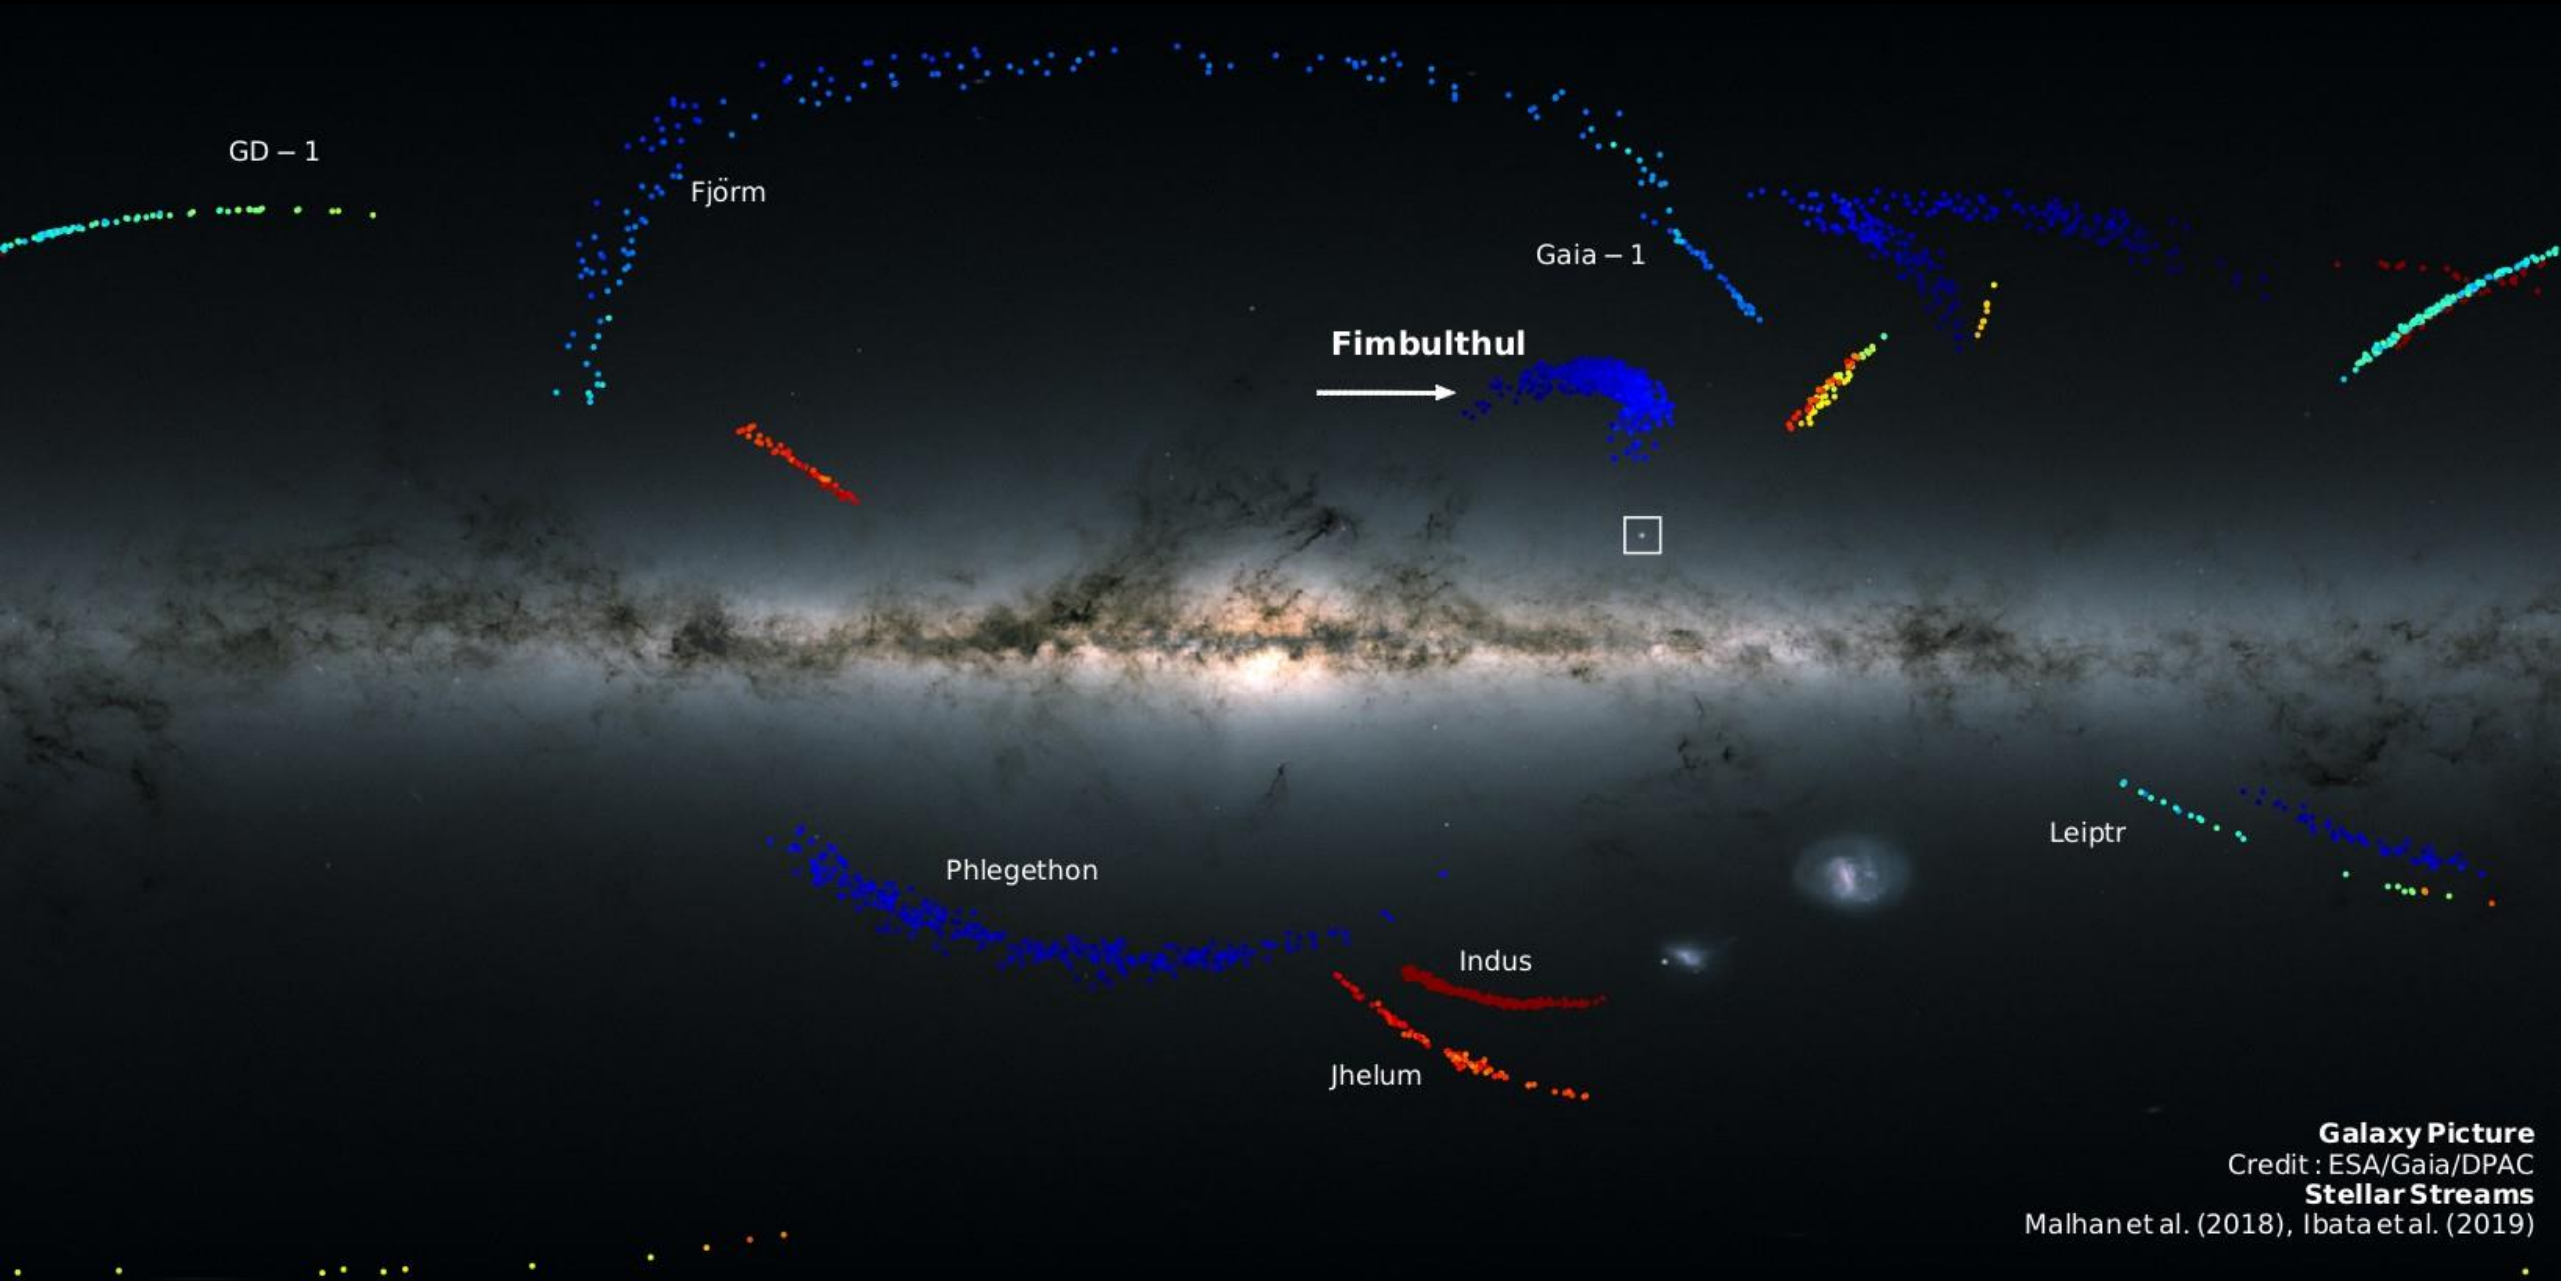 GD – 1
Fjörm
Gaia – 1
Fimbulthul
Leiptr
Phlegethon
Indus
Jhelum
Galaxy Picture
Credit : ESA/Gaia/DPAC
Stellar Streams
Malhan et al. (2018), Ibata et al. (2019)